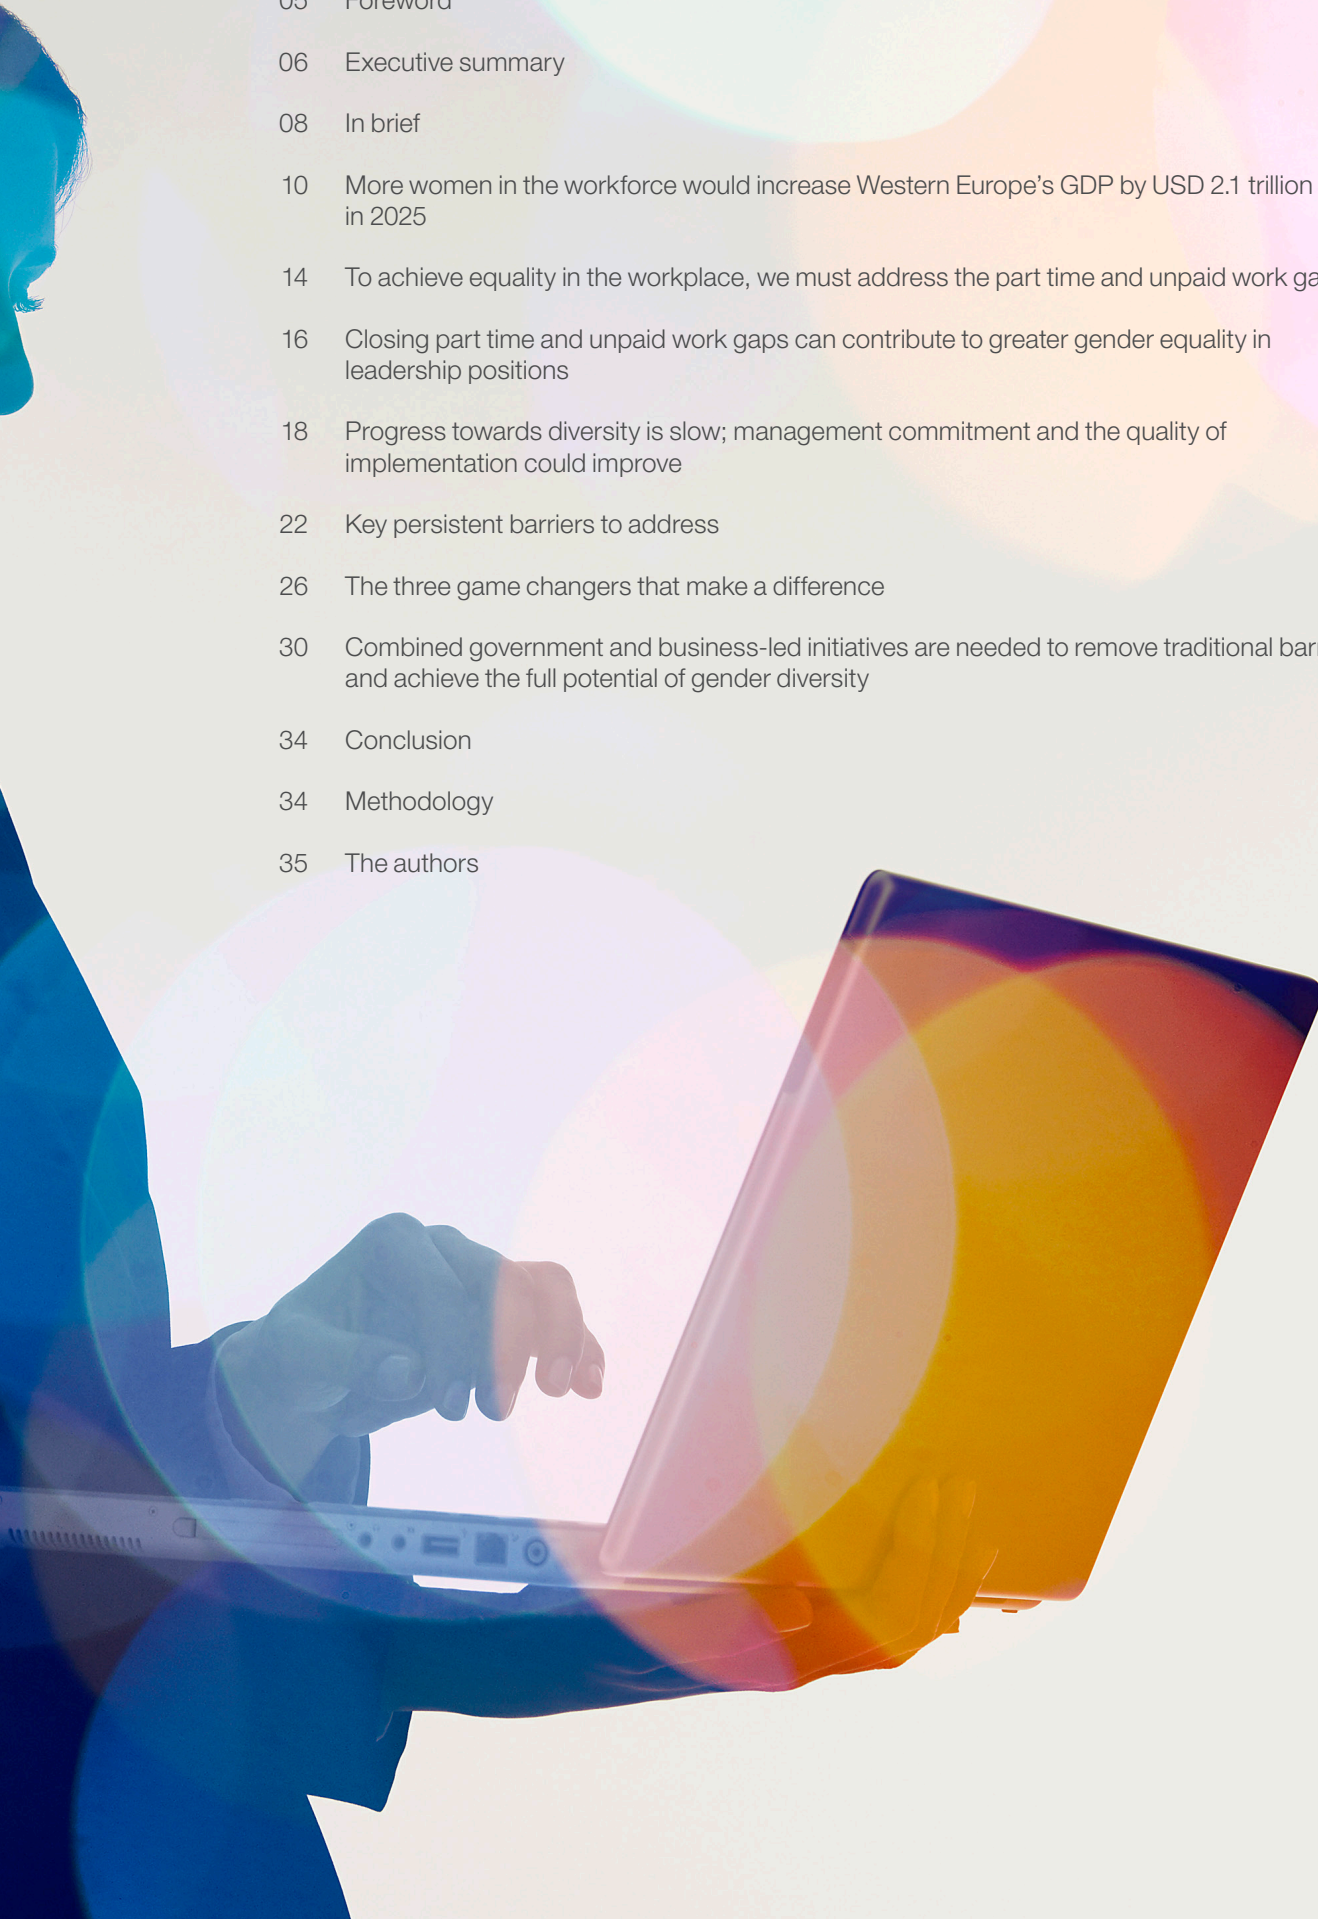 05 Foreword
06 Executive summary
08 In brief
10 More women in the workforce would increase Western Europe’s GDP by USD 2.1 trillion
in 2025
14 To achieve equality in the workplace, we must address the part time and unpaid work
16 Closing part time and unpaid work gaps can contribute to greater gender equality in
leadership positions
18 Progress towards diversity is slow; management commitment and the quality of
implementation could improve
22 Key persistent barriers to address
26 The three game changers that make a difference
30 Combined government and business-led initiatives are needed to remove traditional
and achieve the full potential of gender diversity
34 Conclusion
34 Methodology
35 The authors